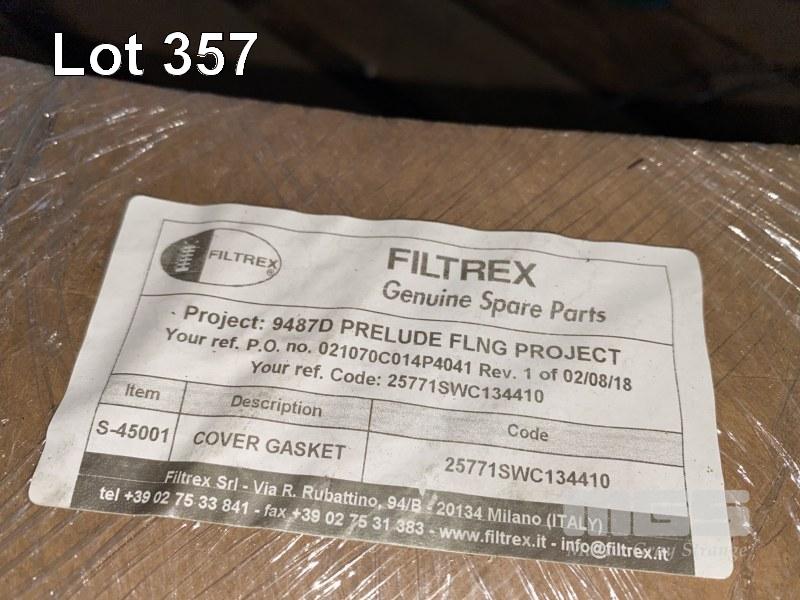 Lot 357
FILTREX
®
FILTREX
Genuine Spare Parts
Project: 9487D PRELUDE FLNG PROJECT
Your ref. P.O. no. 021070C014P4041 Rev. 1 of 02/08/18
Your ref. Code: 25771SWC134410
Item Description Code
S-45001 COVER GASKET 25771SWC134410
Filtrex Srl - Via R. Rubattino, 94/B - 20134 Milano (ITALY)
tel +39 02 75 33 841 - fax +39 02 75 31 383 - www.filtrex.it - info@filtrex.it
MGS